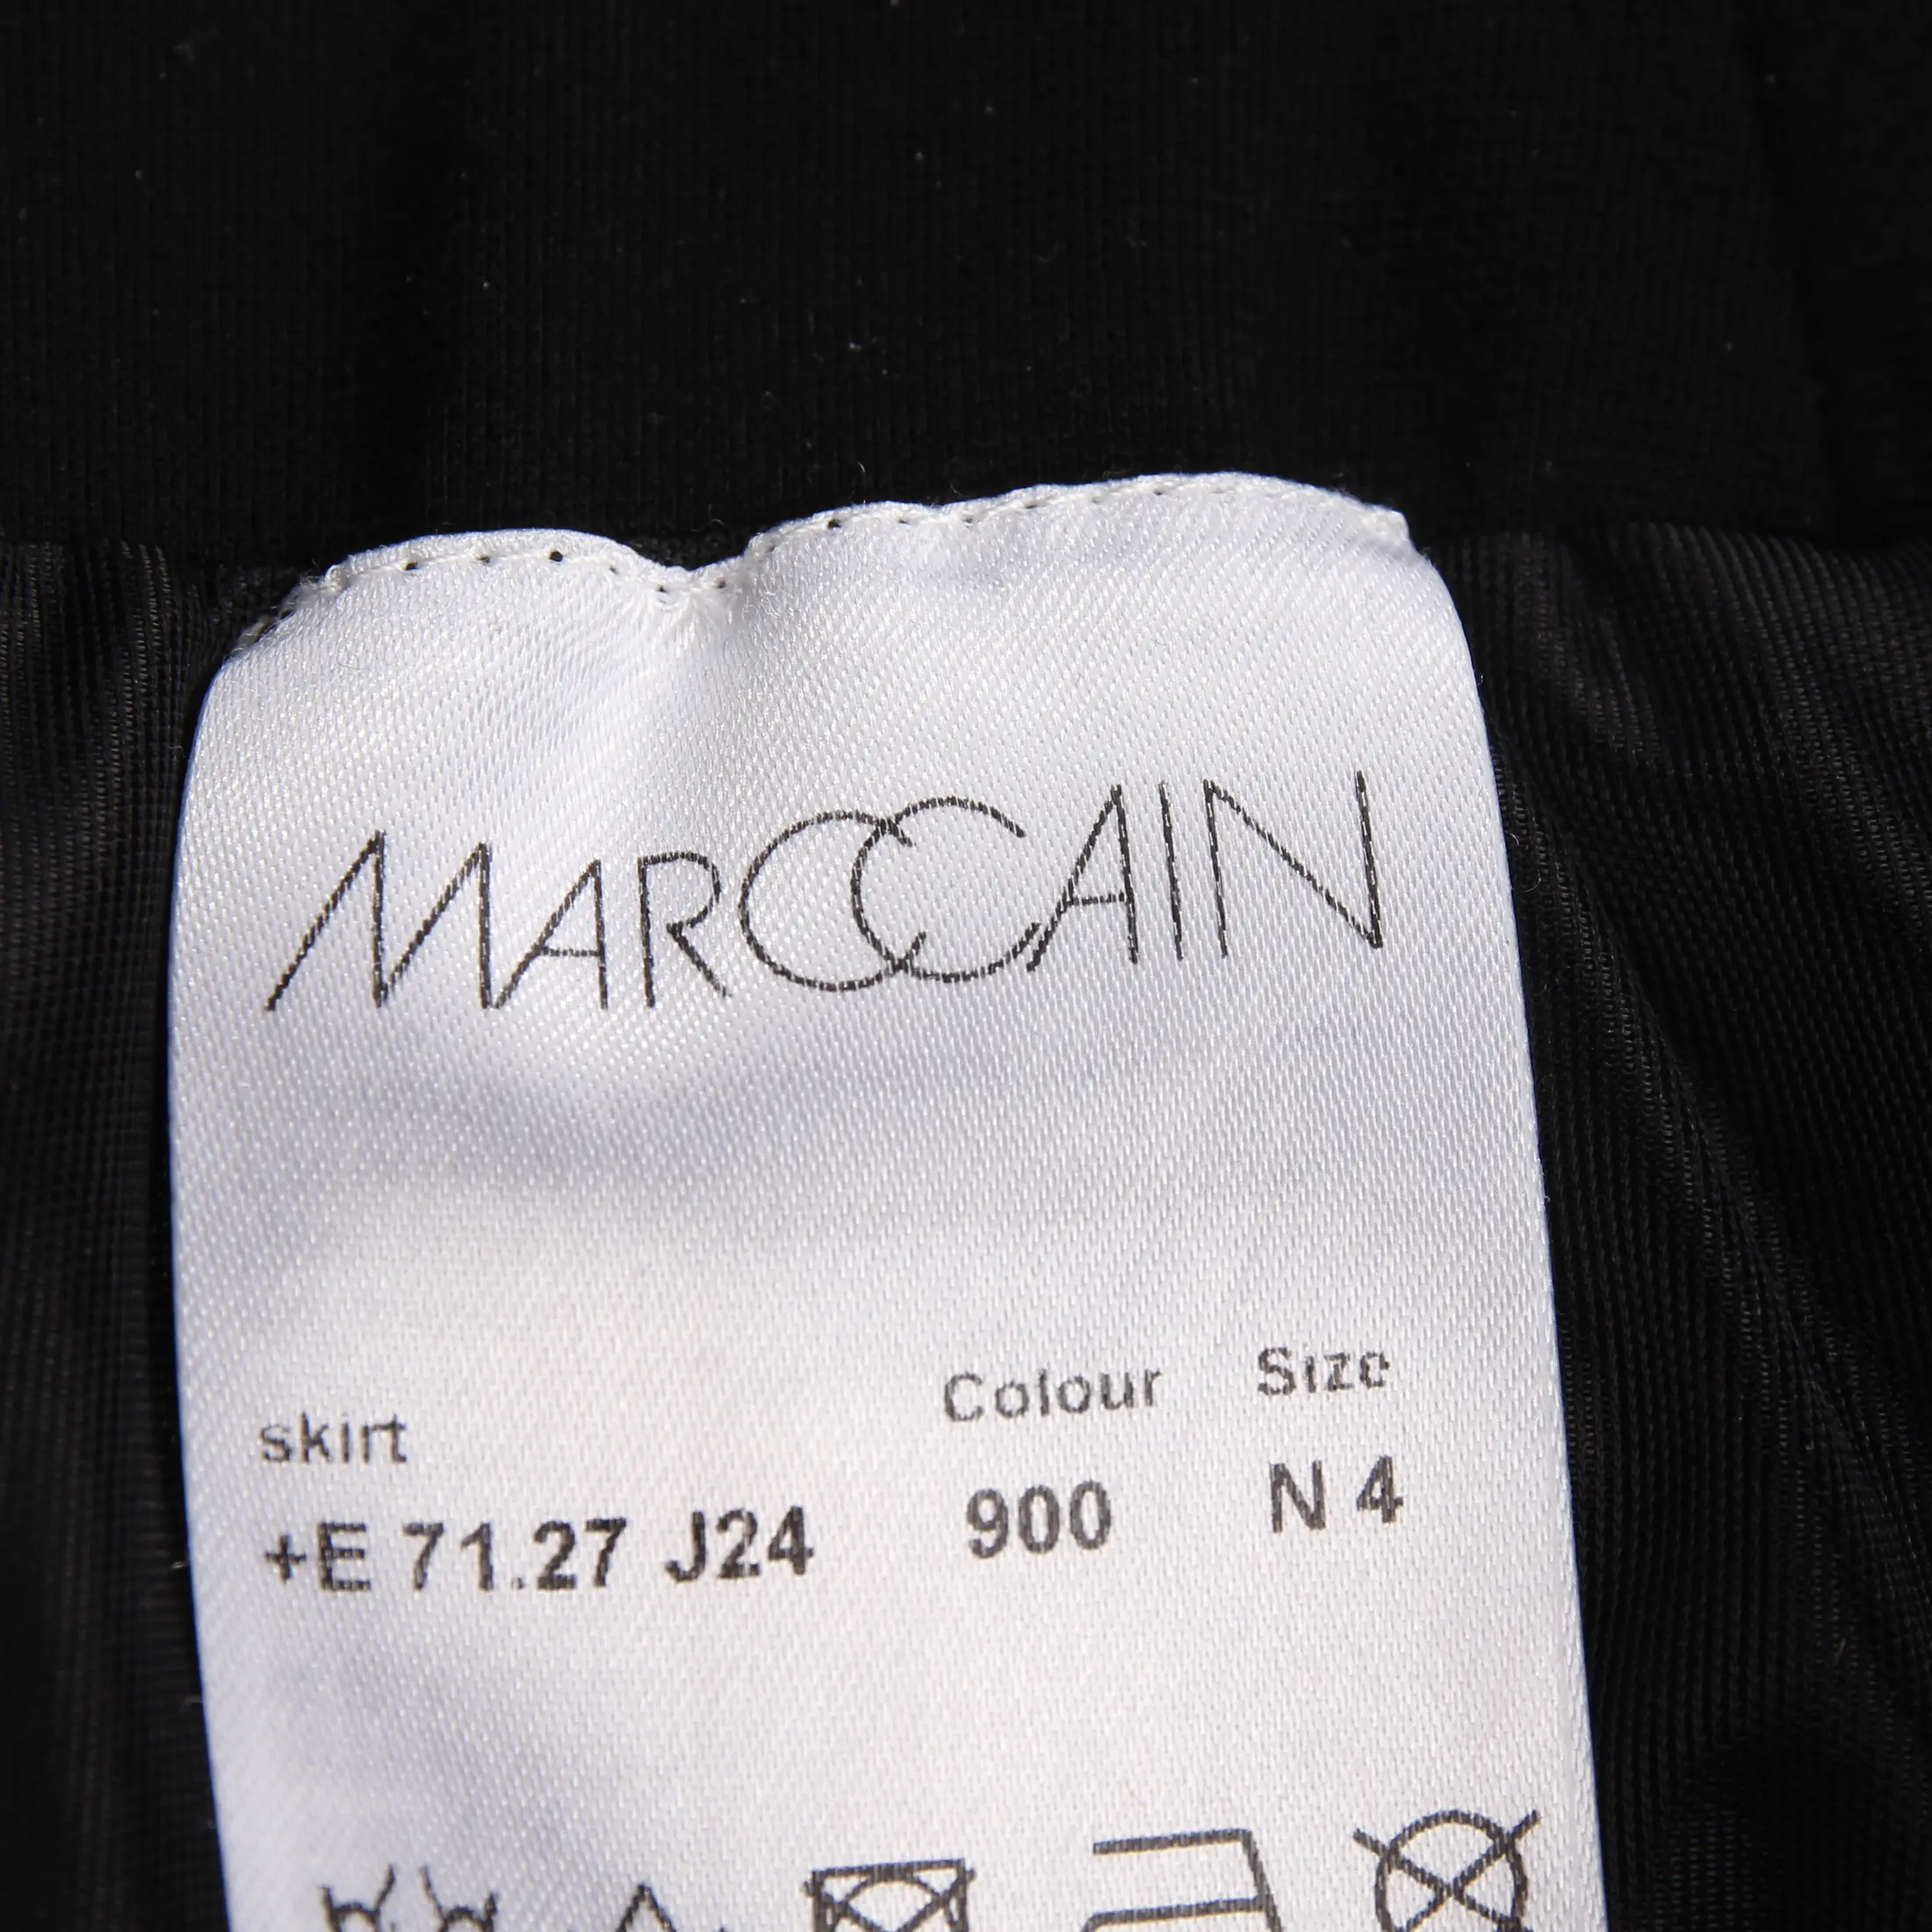 MARCCAIN
skirt Colour Size
+E 71.27 J24 900 N 4